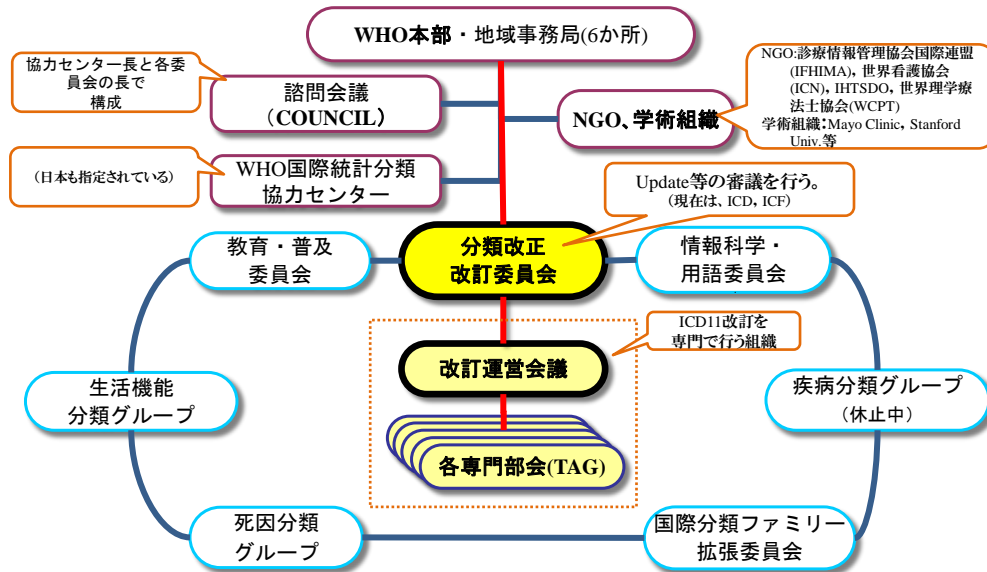 WHO本部・地域事務局(6か所)
協力センター長と各委
員会の長で
構成
諮問会議
(COUNCIL)
NGO、学術組織
NGO:診療情報管理協会国際連盟
(IFHIMA), 世界看護協会
(ICN), IHTSDO, 世界理学療
法士協会(WCPT)
学術組織:Mayo Clinic, Stanford
Univ.等
(日本も指定されている)
WHO国際統計分類
協力センター
Update等の審議を行う。
(現在は、ICD, ICF)
教育・普及
委員会
分類改正
改訂委員会
情報科学・
用語委員会
ICD11改訂を
専門で行う組織
改訂運営会議
生活機能
分類グループ
疾病分類グループ
(休止中)
各専門部会(TAG)
死因分類
グループ
国際分類ファミリー
拡張委員会